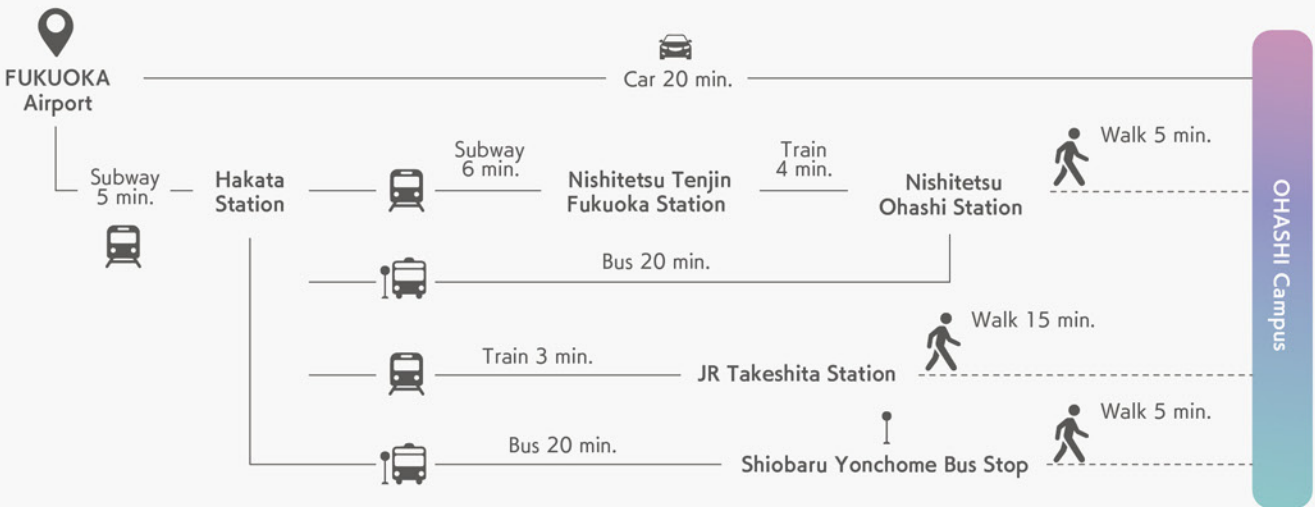 FUKUOKA
Airport
Car 20 min.
Subway
5 min.
Hakata
Station
Subway
6 min.
Nishitetsu Tenjin
Fukuoka Station
Train
4 min.
Nishitetsu
Ohashi Station
Walk 5 min.
Bus 20 min.
Train 3 min.
JR Takeshita Station
Walk 15 min.
Bus 20 min.
Shiobaru Yonchome Bus Stop
Walk 5 min.
OHASHI Campus